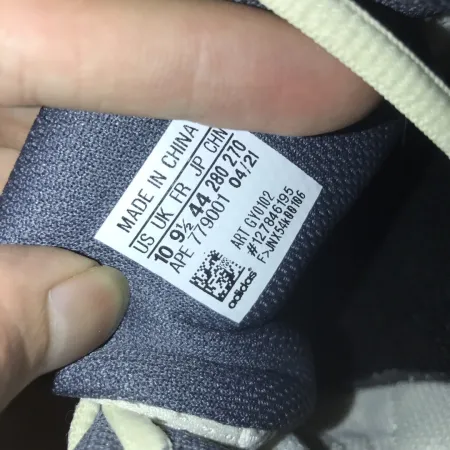 MADE IN CHINA
US UK FR JP CHN
10 9½ 44 280 270
APE 779001 04/21
ART GY0102
#127846195
F>JNX54k00106
adidas